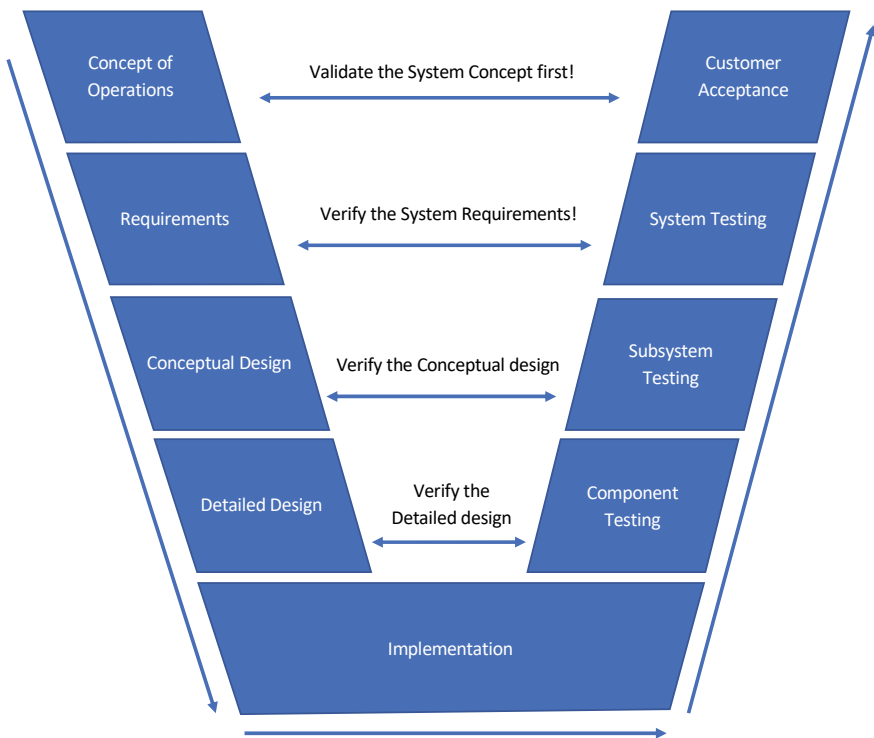 Concept of
Operations
Validate the System Concept first!
Customer
Acceptance
Requirements
Verify the System Requirements!
System Testing
Conceptual Design
Verify the Conceptual design
Subsystem
Testing
Detailed Design
Verify the
Detailed design
Component
Testing
Implementation